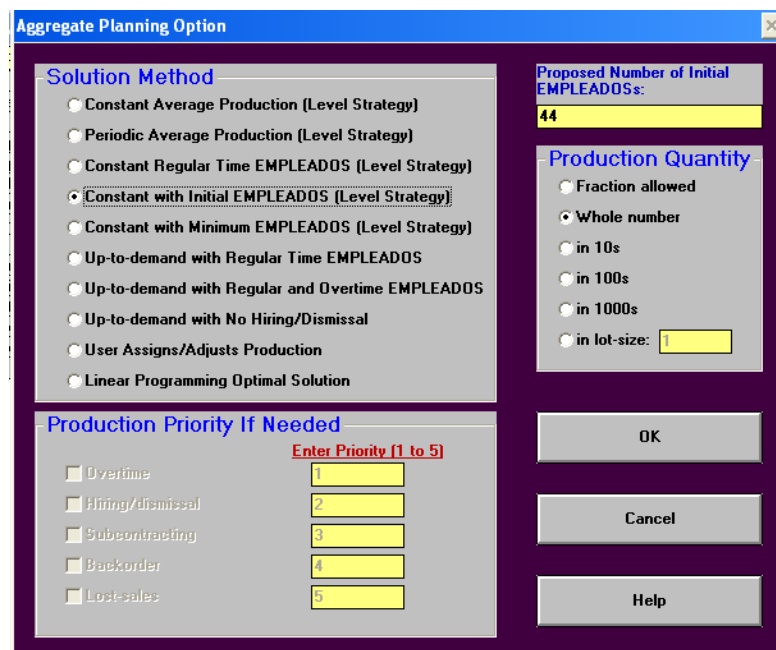 Aggregate Planning Option
Solution Method
Constant Average Production (Level Strategy)
Periodic Average Production (Level Strategy)
Constant Regular Time EMPLEADOS (Level Strategy)
Constant with Initial EMPLEADOS (Level Strategy)
Constant with Minimum EMPLEADOS (Level Strategy)
Up-to-demand with Regular Time EMPLEADOS
Up-to-demand with Regular and Overtime EMPLEADOS
Up-to-demand with No Hiring/Dismissal
User Assigns/Adjusts Production
Linear Programming Optimal Solution
Proposed Number of Initial
EMPLEADOSs:
44
Production Quantity
Fraction allowed
Whole number
in 10s
in 100s
in 1000s
in lot-size: 1
Production Priority If Needed
Enter Priority (1 to 5)
Overtime 1
Hiring/dismissal 2
Subcontracting 3
Backorder 4
Lost-sales 5
OK
Cancel
Help